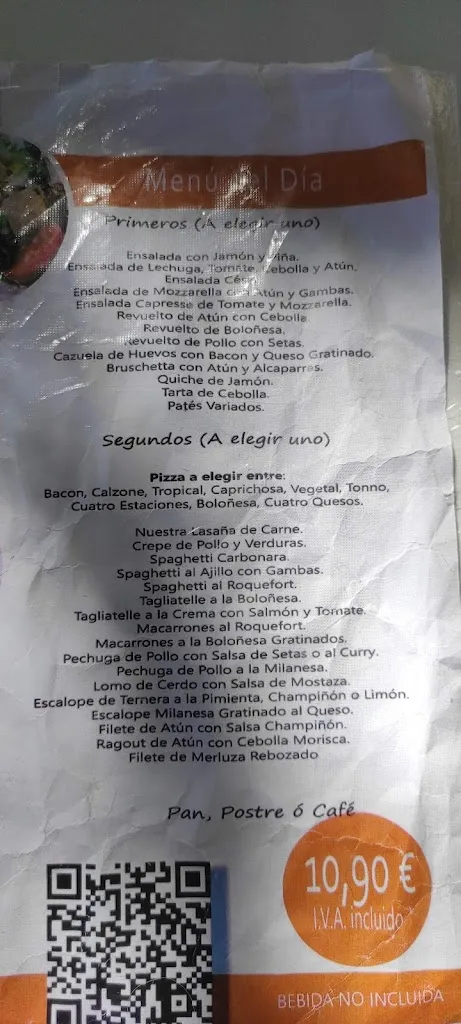 Menú del Día
Primeros (A elegir uno)
Ensalada con Jamón y Piña.
Ensalada de Lechuga, Tomate, Cebolla y Atún.
Ensalada César
Ensalada de Mozzarella con Atún y Gambas.
Ensalada Capresse de Tomate y Mozzarella.
Revuelto de Atún con Cebolla
Revuelto de Boloñesa.
Revuelto de Pollo con Setas.
Cazuela de Huevos con Bacon y Queso Gratinado.
Bruschetta con Atún y Alcaparras.
Quiche de Jamón.
Tarta de Cebolla.
Patés Variados.
Segundos (A elegir uno)
Pizza a elegir entre:
Bacon, Calzone, Tropical, Caprichosa, Vegetal, Tonno,
Cuatro Estaciones, Boloñesa, Cuatro Quesos.
Nuestra Lasaña de Carne.
Crepe de Pollo y Verduras.
Spaghetti Carbonara.
Spaghetti al Ajillo con Gambas.
Spaghetti al Roquefort.
Tagliatelle a la Boloñesa.
Tagliatelle a la Crema con Salmón y Tomate.
Macarrones al Roquefort.
Macarrones a la Boloñesa Gratinados.
Pechuga de Pollo con Salsa de Setas o al Curry.
Pechuga de Pollo a la Milanesa.
Lomo de Cerdo con Salsa de Mostaza.
Escalope de Ternera a la Pimienta, Champiñón o Limón.
Escalope Milanesa Gratinado al Queso.
Filete de Atún con Salsa Champiñón.
Ragout de Atún con Cebolla Morisca.
Filete de Merluza Rebozado
Pan, Postre ó Café
10,90 €
I.V.A. incluido
BEBIDA NO INCLUIDA